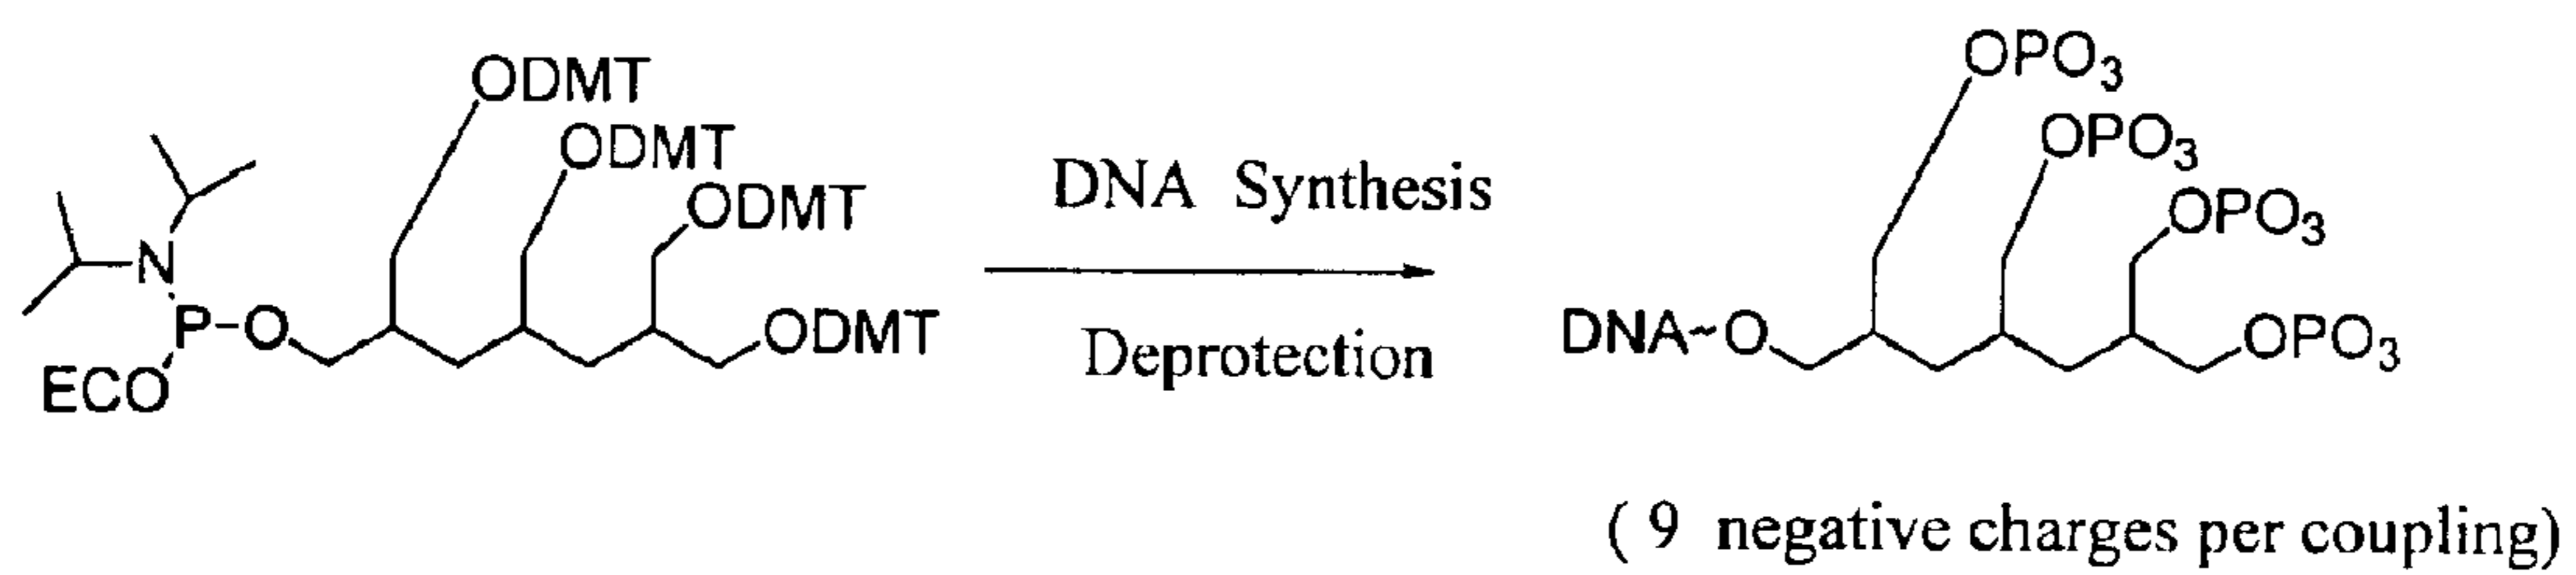 ODMT
ODMT
ODMT
N
P-O
ODMT
ECO
DNA Synthesis
Deprotection
OPO3
OPO3
OPO3
DNA~O
OPO3
( 9 negative charges per coupling)